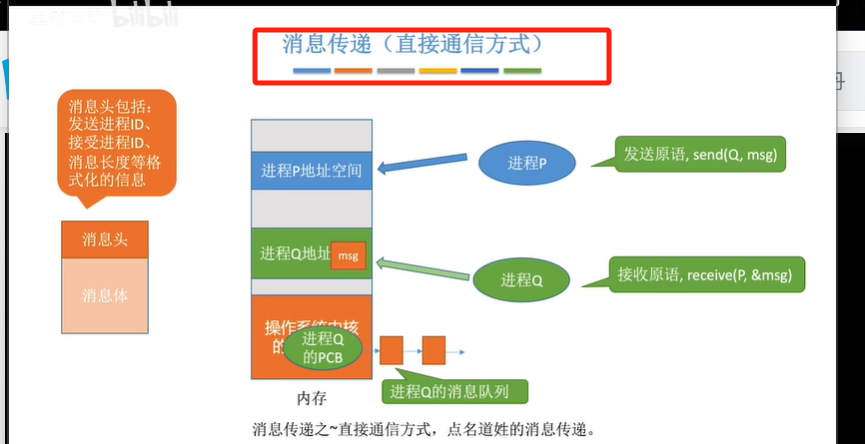 bilibili
消息传递（直接通信方式）
消息头包括：
发送进程ID、
接受进程ID、
消息长度等格
式化的信息
消息头
消息体
进程P地址空间
进程P
发送原语, send(Q, msg)
进程Q地址
msg
进程Q
接收原语, receive(P, &msg)
操作系统内核
的
进程Q
的PCB
进程Q的消息队列
内存
消息传递之~直接通信方式，点名道姓的消息传递。